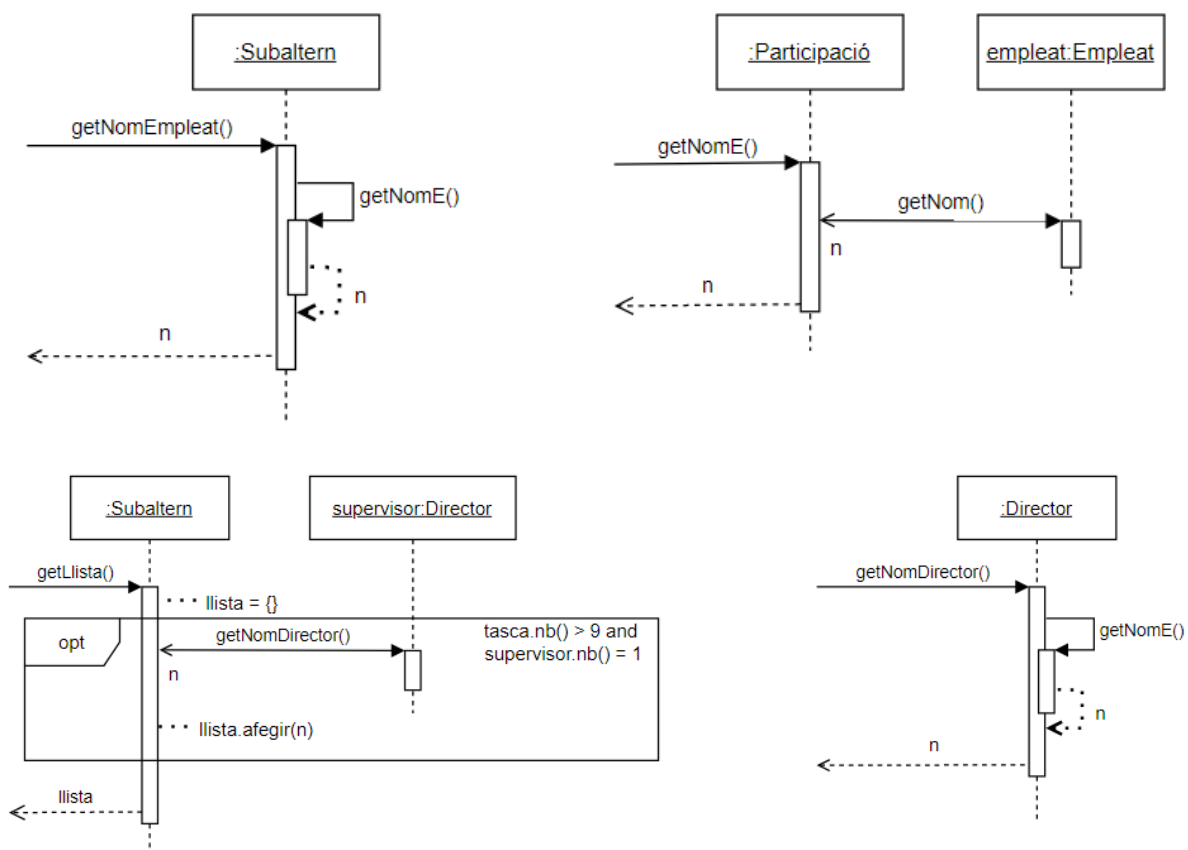 :Subaltern
getNomEmpleat()
getNomE()
n
n
:Participació
empleat:Empleat
getNomE()
getNom()
n
n
:Subaltern
supervisor:Director
getLlista()
llista = {}
opt
getNomDirector()
tasca.nb() > 9 and
supervisor.nb() = 1
n
llista.afegir(n)
llista
:Director
getNomDirector()
getNomE()
n
n